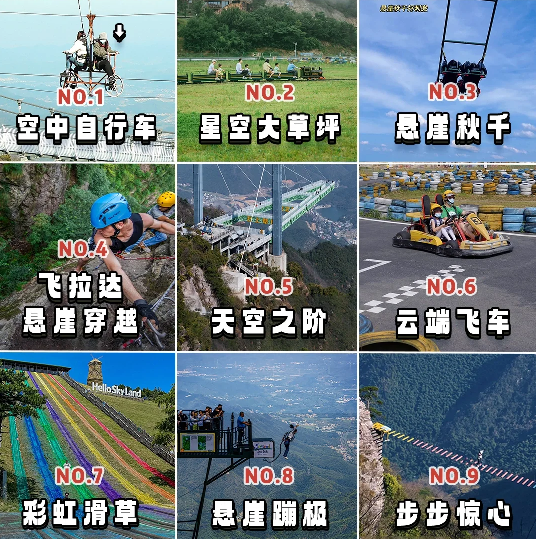 NO.1
空中自行车
NO.2
星空大草坪
NO.3
悬崖秋千
NO.4
飞拉达
悬崖穿越
NO.5
天空之阶
NO.6
云端飞车
Hello Sky Land
NO.7
彩虹滑草
NO.8
悬崖蹦极
NO.9
步步惊心